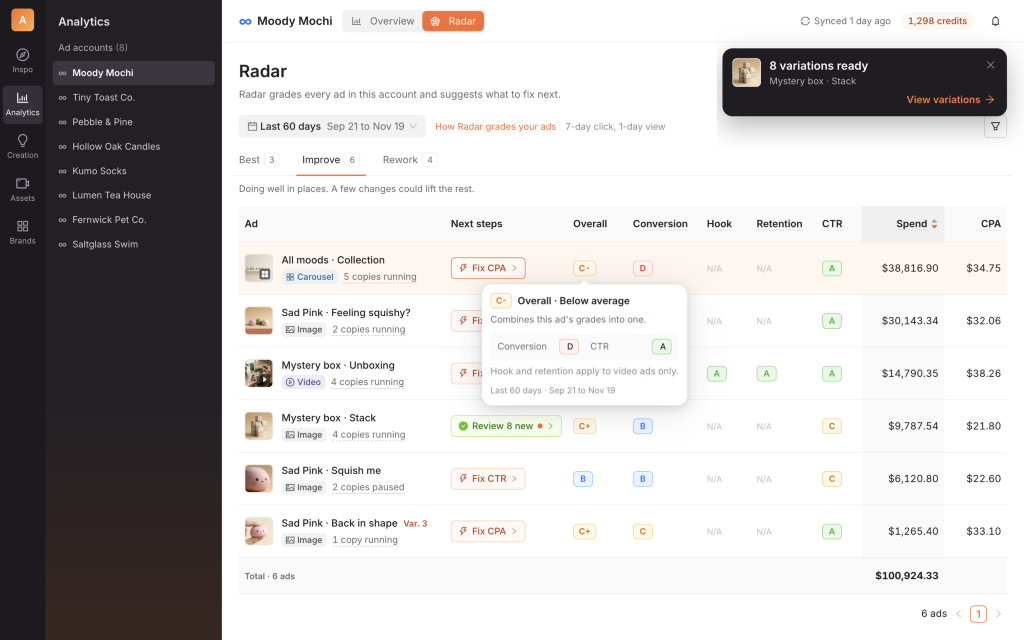 A
Inspo
Analytics
Creation
Assets
Brands
Analytics
Ad accounts (8)
Moody Mochi
Tiny Toast Co.
Pebble & Pine
Hollow Oak Candles
Kumo Socks
Lumen Tea House
Fernwick Pet Co.
Saltglass Swim
Moody Mochi
Overview
Radar
Synced 1 day ago
1,298 credits
8 variations ready
Mystery box · Stack
View variations
Radar
Radar grades every ad in this account and suggests what to fix next.
Last 60 days Sep 21 to Nov 19
How Radar grades your ads
7-day click, 1-day view
Best 3
Improve 6
Rework 4
Doing well in places. A few changes could lift the rest.
Ad Next steps Overall Conversion Hook Retention CTR Spend CPA
All moods · Collection
Carousel 5 copies running
Fix CPA C- D N/A N/A A $38,816.90 $34.75
Overall · Below average
C-
Combines this ad's grades into one.
Conversion D CTR A
Hook and retention apply to video ads only.
Last 60 days · Sep 21 to Nov 19
Sad Pink · Feeling squishy?
Image 2 copies running
N/A N/A A $30,143.34 $32.06
Mystery box · Unboxing
Video 4 copies running
A A A $14,790.35 $38.26
Mystery box · Stack
Image 4 copies running
Review 8 new C+ B N/A N/A C $9,787.54 $21.80
Sad Pink · Squish me
Image 2 copies paused
Fix CTR B B N/A N/A C $6,120.80 $22.60
Sad Pink · Back in shape Var. 3
Image 1 copy running
Fix CPA C+ C N/A N/A A $1,265.40 $33.10
Total · 6 ads $100,924.33
6 ads 1